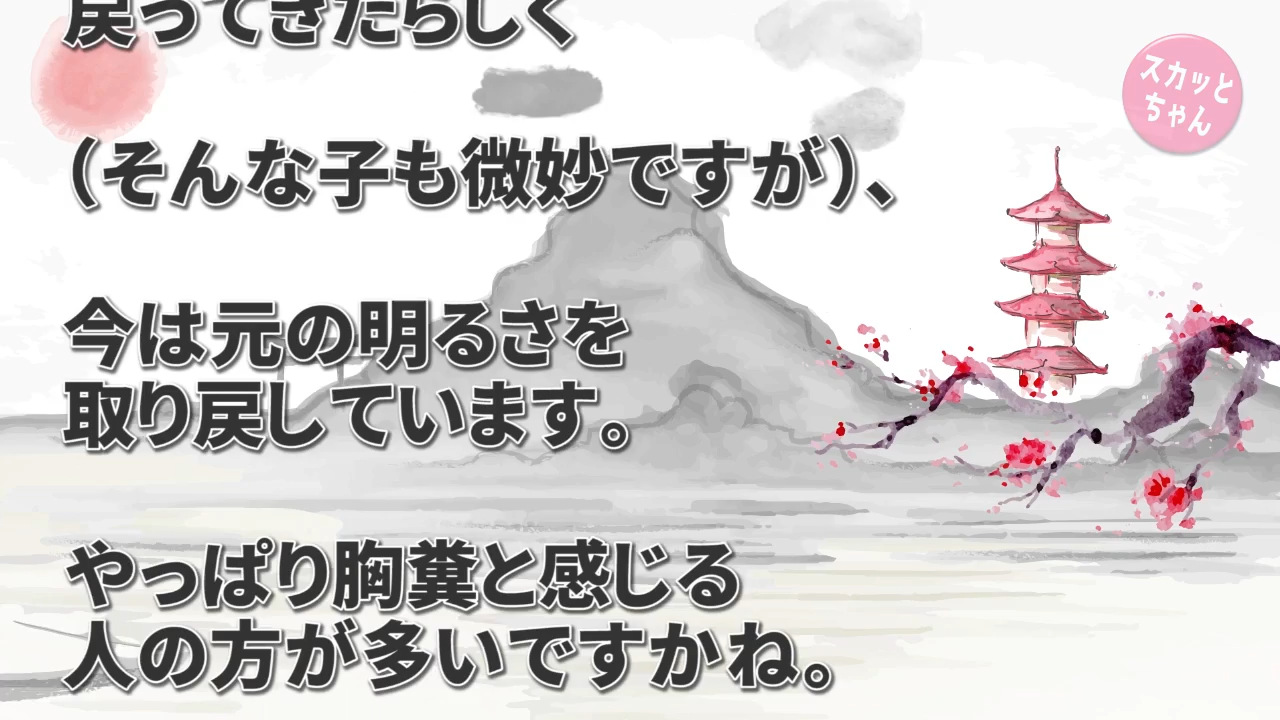 戻ってきたらしく
（そんな子も微妙ですが）、
今は元の明るさを
取り戻しています。
やっぱり胸糞と感じる
人の方が多いですかね。
スカッと
ちゃん